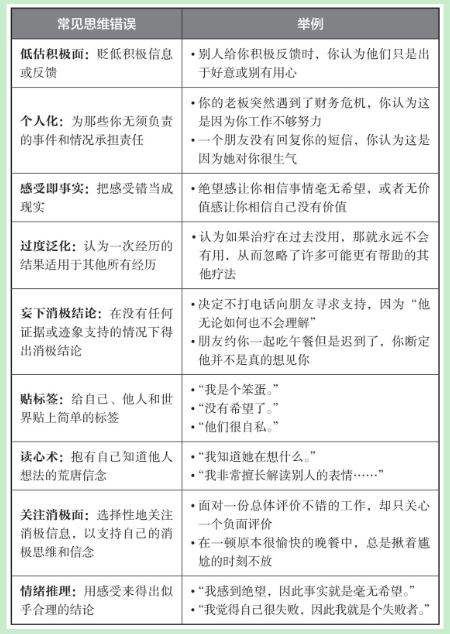 常见思维错误
举例
低估积极面：贬低积极信息
或反馈
•别人给你积极反馈时，你认为他们只是出
于好意或别有用心
个人化：为那些你无须负责
的事件和情况承担责任
•你的老板突然遇到了财务危机，你认为这
是因为你工作不够努力
•一个朋友没有回复你的短信，你认为这是
因为她对你很生气
感受即事实：把感受错当成
现实
•绝望感让你相信事情毫无希望，或者无价
值感让你相信自己没有价值
过度泛化：认为一次经历的
结果适用于其他所有经历
•认为如果治疗在过去没用，那就永远不会
有用，从而忽略了许多可能更有帮助的其
他疗法
妄下消极结论：在没有任何
证据或迹象支持的情况下得
出消极结论
•决定不打电话向朋友寻求支持，因为“他
无论如何也不会理解”
•朋友约你一起吃午餐但是迟到了，你断定
他并不是真的想见你
贴标签：给自己、他人和世
界贴上简单的标签
•“我是个笨蛋。”
•“没有希望了。”
•“他们很自私。”
读心术：抱有自己知道他人
想法的荒唐信念
•“我知道她在想什么。”
•“我非常擅长解读别人的表情……”
关注消极面：选择性地关注
消极信息，以支持自己的消
极思维和信念
•面对一份总体评价不错的工作，却只关心
一个负面评价
•在一顿原本很愉快的晚餐中，总是揪着尴
尬的时刻不放
情绪推理：用感受来得出似
乎合理的结论
•“我感到绝望，因此事实就是毫无希望。”
•“我觉得自己很失败，因此我就是个失败者。”